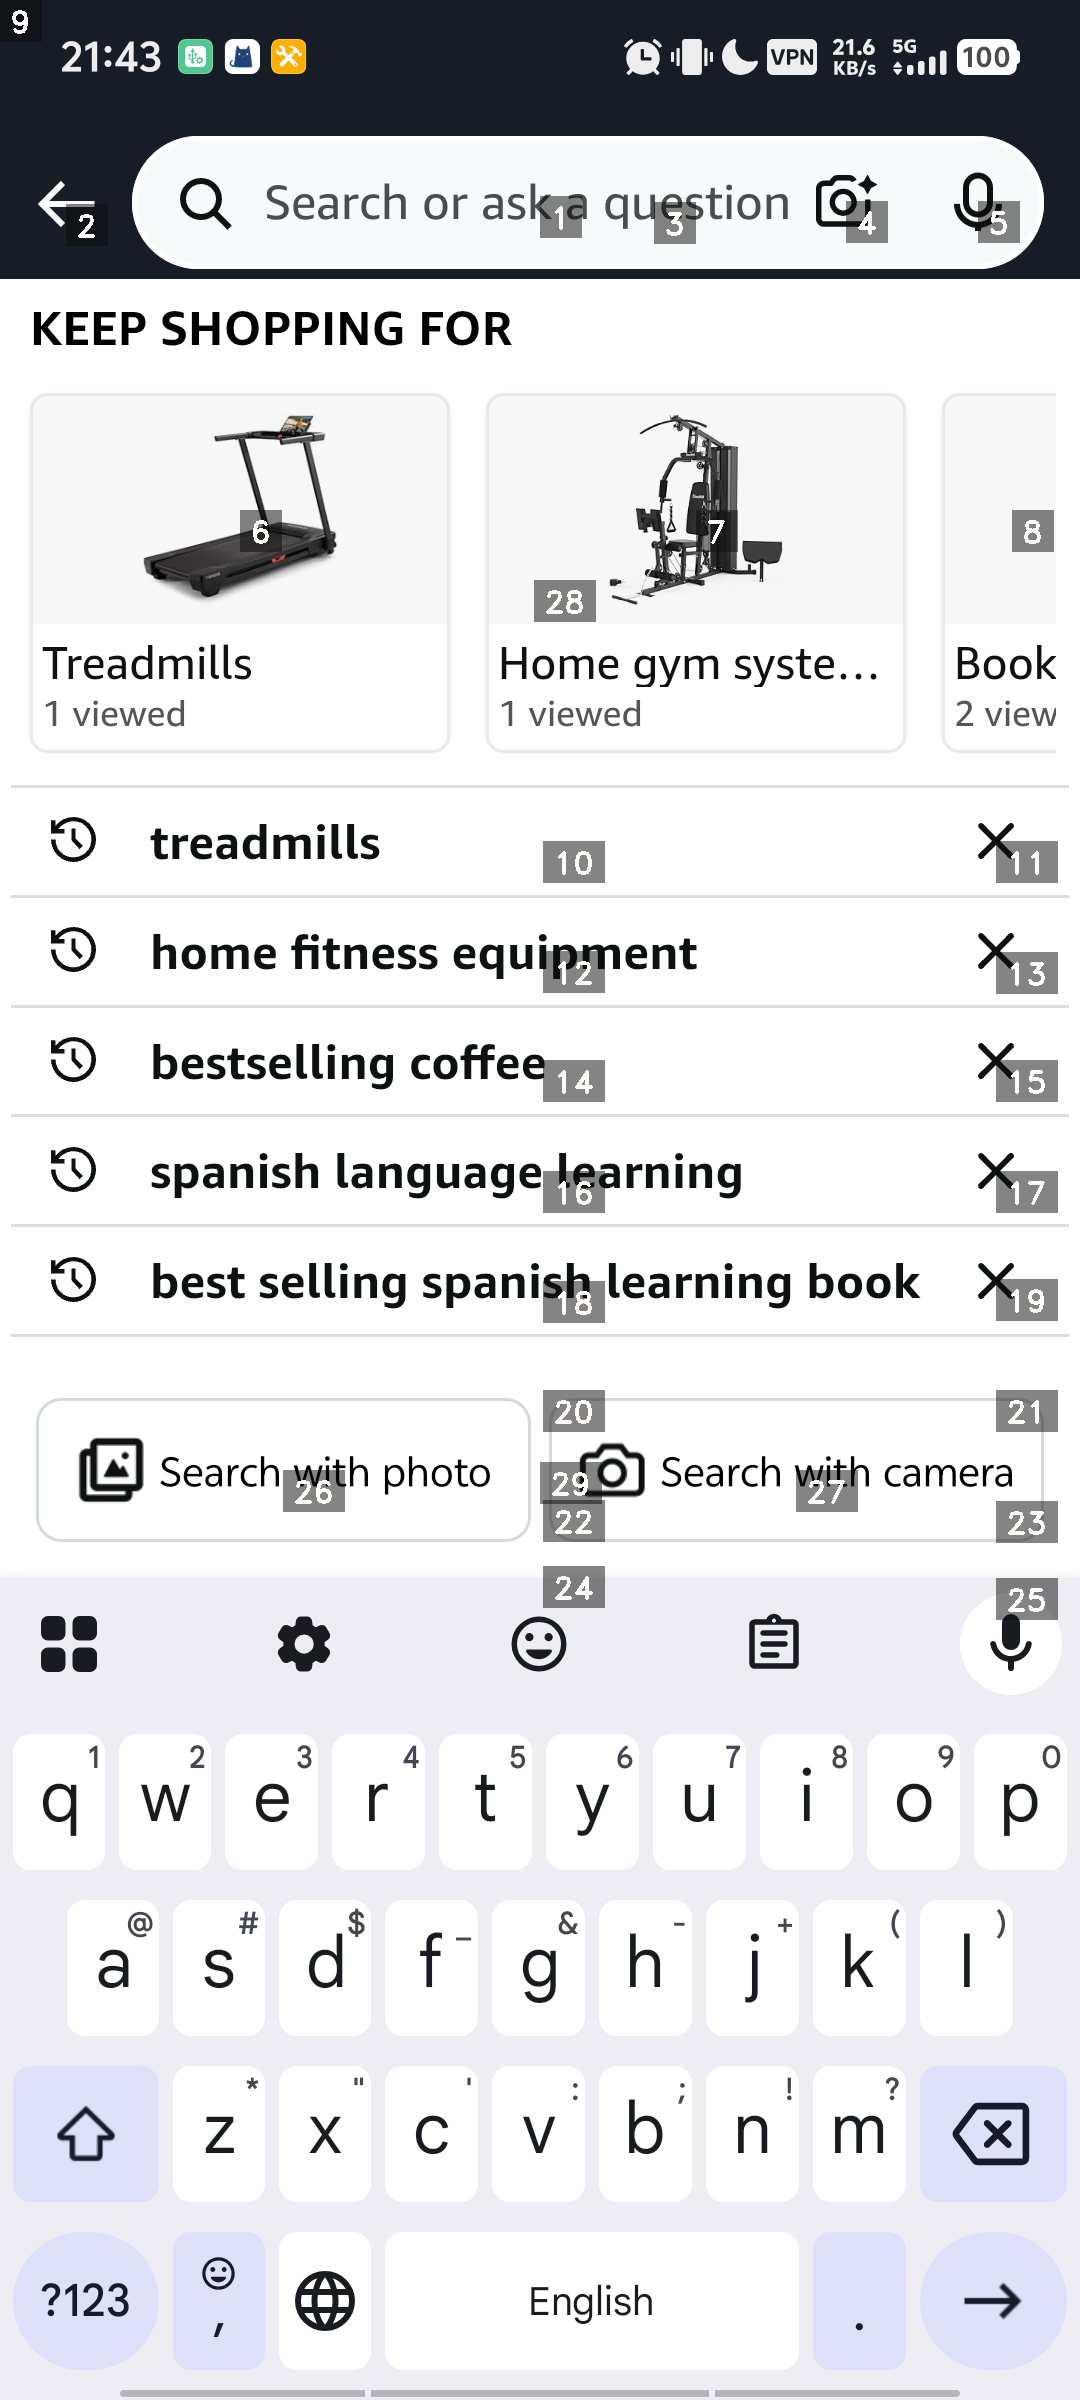 9
21:43
VPN
21.6 KB/s
5G
100
Search or ask a question
1
2
3
4
5
KEEP SHOPPING FOR
6
7
8
28
Treadmills
1 viewed
Home gym syste...
1 viewed
Book
2 view
treadmills
10
11
home fitness equipment
12
13
bestselling coffee
14
15
spanish language learning
16
17
best selling spanish learning book
18
19
20
21
Search with photo
26
29
Search with camera
27
22
23
24
25
1 2 3 4 5 6 7 8 9 0
q w e r t y u i o p
@ # $ _ & - + ( )
a s d f g h j k l
* " ' : ; ! ?
z x c v b n m
?123
,
English
.